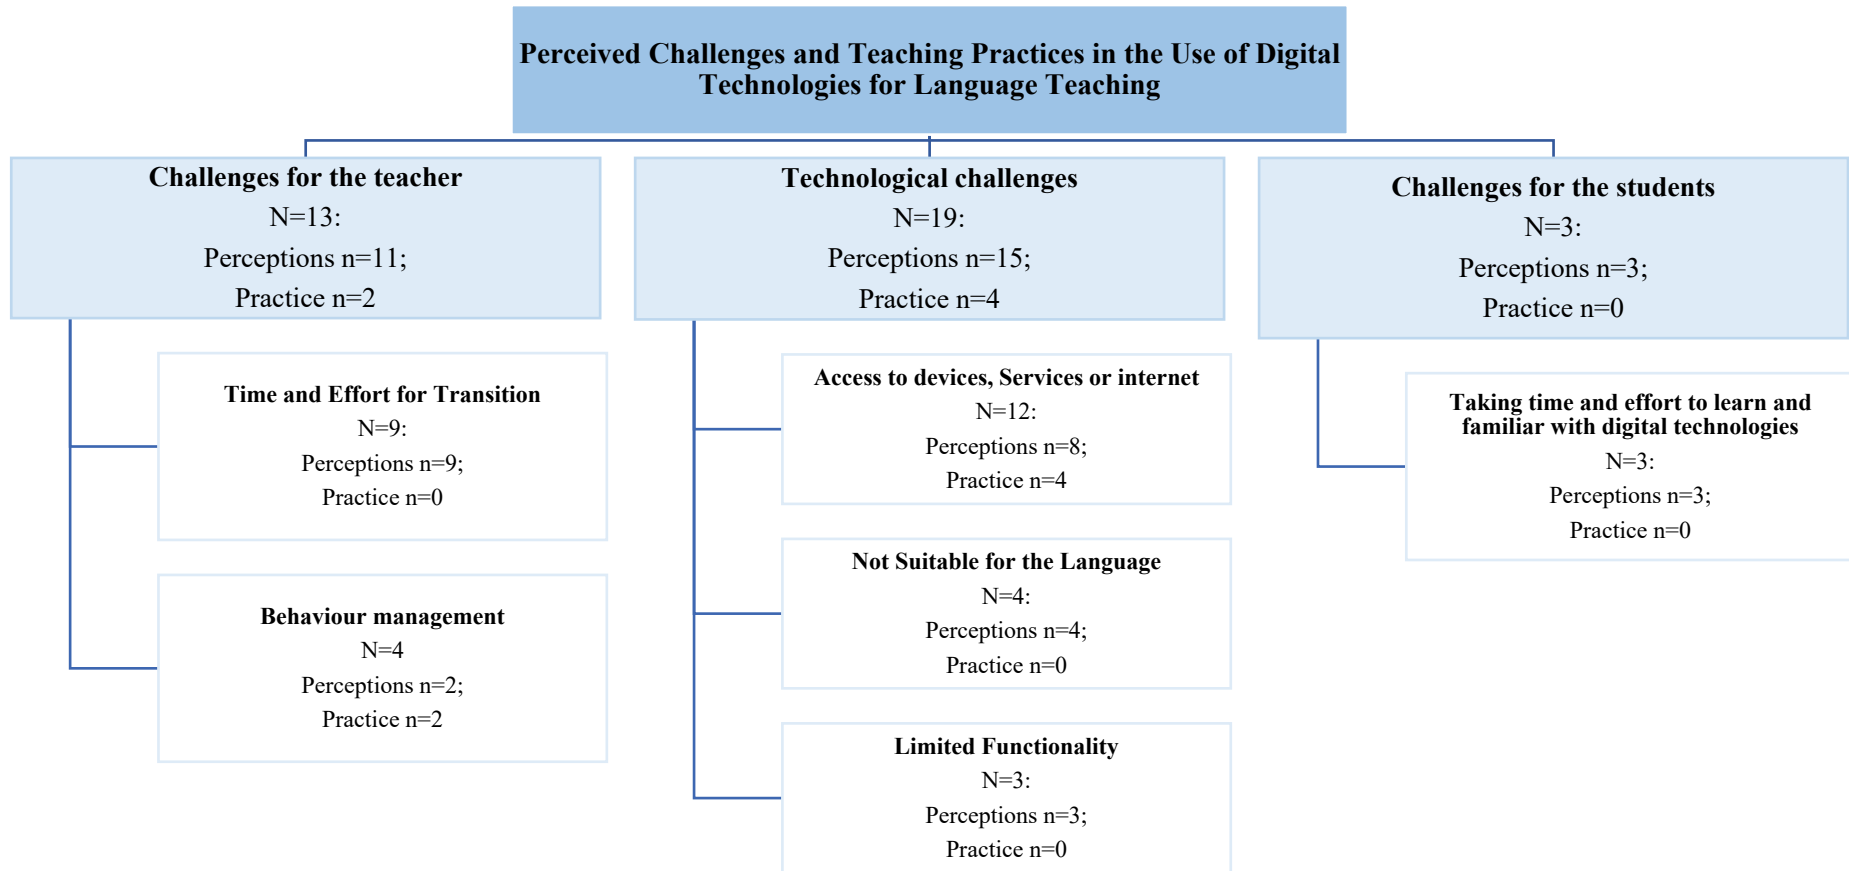 Perceived Challenges and Teaching Practices in the Use of Digital
Technologies for Language Teaching
Challenges for the teacher
N=13:
Perceptions n=11;
Practice n=2
Time and Effort for Transition
N=9:
Perceptions n=9;
Practice n=0
Behaviour management
N=4
Perceptions n=2;
Practice n=2
Technological challenges
N=19:
Perceptions n=15;
Practice n=4
Access to devices, Services or internet
N=12:
Perceptions n=8;
Practice n=4
Not Suitable for the Language
N=4:
Perceptions n=4;
Practice n=0
Limited Functionality
N=3:
Perceptions n=3;
Practice n=0
Challenges for the students
N=3:
Perceptions n=3;
Practice n=0
Taking time and effort to learn and
familiar with digital technologies
N=3:
Perceptions n=3;
Practice n=0